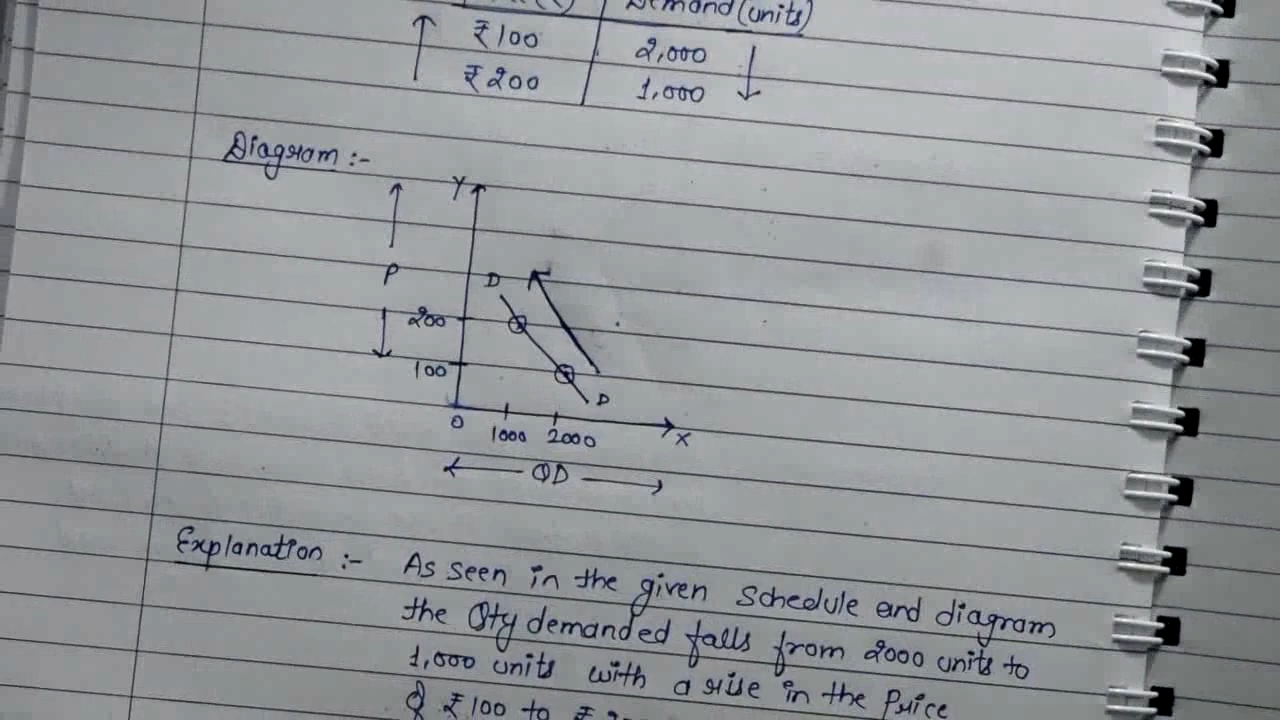 Demand (units)
₹100 2,000
₹200 1,000
Diagram :-
Y
P
D
200
100
D
0 1000 2000 X
QD
Explanation :- As seen in the given Schedule and diagram
the Qty demanded falls from 2000 units to
1,000 units with a rise in the Price
₹100 to